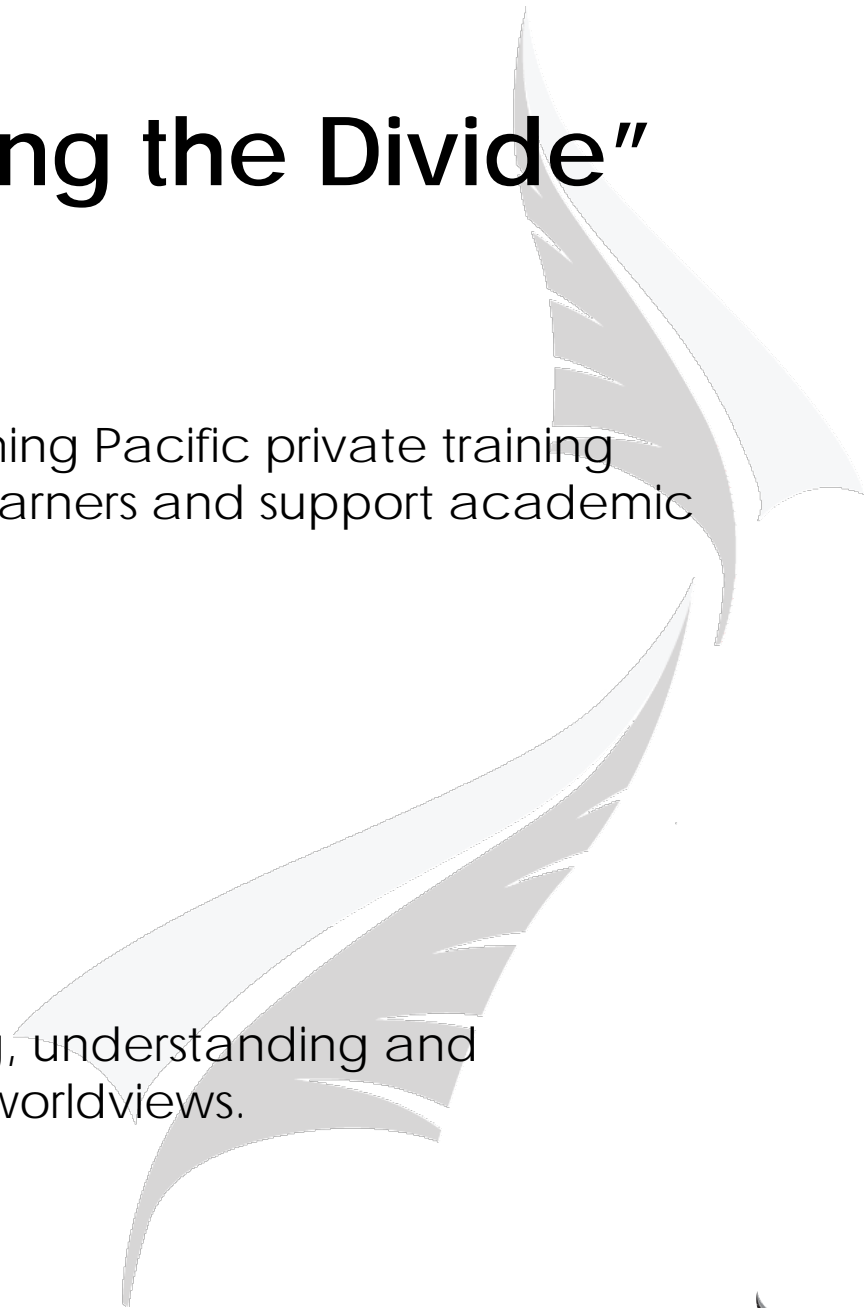 ng the Divide”
ning Pacific private training
arners and support academic
g, understanding and
worldviews.